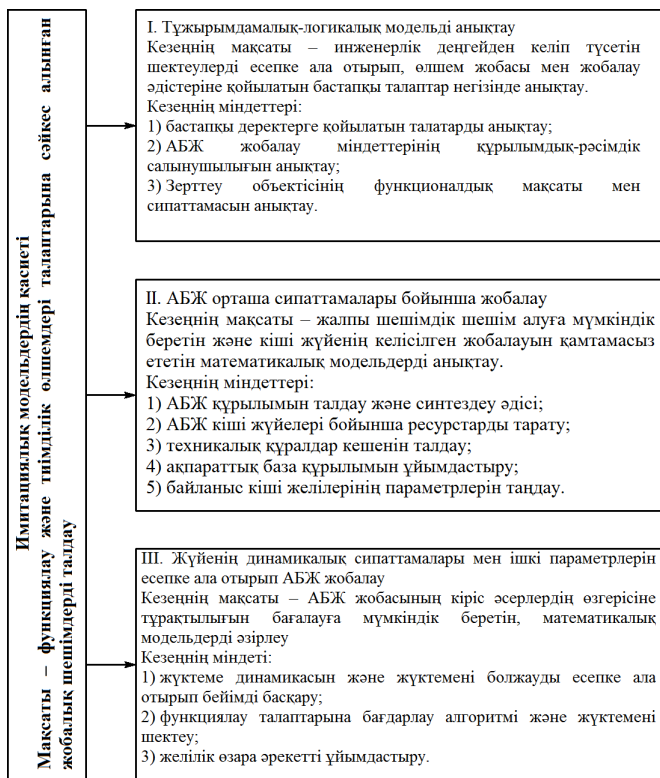 Имитациялық модельдердің қасиеті
Мақсаты – функциялау және тиімділік өлшемдері талаптарына сәйкес алынған
жобалық шешімдерді талдау
I. Тұжырымдамалық-логикалық модельді анықтау
Кезеңнің мақсаты – инженерлік деңгейден келіп түсетін
шектеулерді есепке ала отырып, өлшем жобасы мен жобалау
әдістеріне қойылатын бастапқы талаптар негізінде анықтау.
Кезеңнің міндеттері:
1) бастапқы деректерге қойылатын талатарды анықтау;
2) АБЖ жобалау міндеттерінің құрылымдық-рәсімдік
салынушылығын анықтау;
3) Зерттеу объектісінің функционалдық мақсаты мен
сипаттамасын анықтау.
II. АБЖ орташа сипаттамалары бойынша жобалау
Кезеңнің мақсаты – жалпы шешімдік шешім алуға мүмкіндік
беретін және кіші жүйенің келісілген жобалауын қамтамасыз
ететін математикалық модельдерді анықтау.
Кезеңнің міндеттері:
1) АБЖ құрылымын талдау және синтездеу әдісі;
2) АБЖ кіші жүйелері бойынша ресурстарды тарату;
3) техникалық құралдар кешенін талдау;
4) ақпараттық база құрылымын ұйымдастыру;
5) байланыс кіші желілерінің параметрлерін таңдау.
III. Жүйенің динамикалық сипаттамалары мен ішкі параметрлерін
есепке ала отырып АБЖ жобалау
Кезеңнің мақсаты – АБЖ жобасының кіріс әсерлердің өзгерісіне
тұрақтылығын бағалауға мүмкіндік беретін, математикалық
модельдерді әзірлеу
Кезеңнің міндеті:
1) жүктеме динамикасын және жүктемені болжауды есепке ала
отырып бейімді басқару;
2) функциялау талаптарына бағдарлау алгоритмі және жүктемені
шектеу;
3) желілік өзара әрекетті ұйымдастыру.